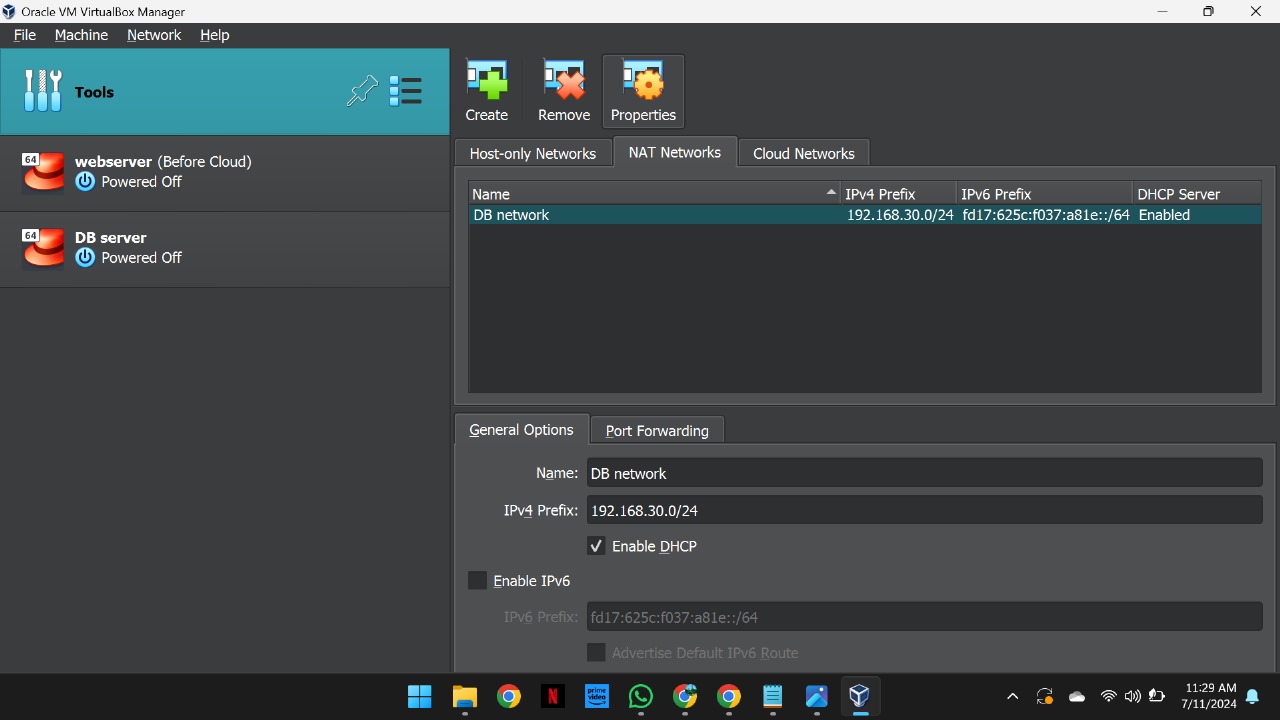 Oracle VM VirtualBox Manager
File Machine Network Help
Tools
Create Remove Properties
64 webserver (Before Cloud)
Powered Off
64 DB server
Powered Off
Host-only Networks NAT Networks Cloud Networks
Name IPv4 Prefix IPv6 Prefix DHCP Server
DB network 192.168.30.0/24 fd17:625c:f037:a81e::/64 Enabled
General Options Port Forwarding
Name: DB network
IPv4 Prefix: 192.168.30.0/24
Enable DHCP
Enable IPv6
IPv6 Prefix: fd17:625c:f037:a81e::/64
Advertise Default IPv6 Route
N prime video
11:29 AM
7/11/2024